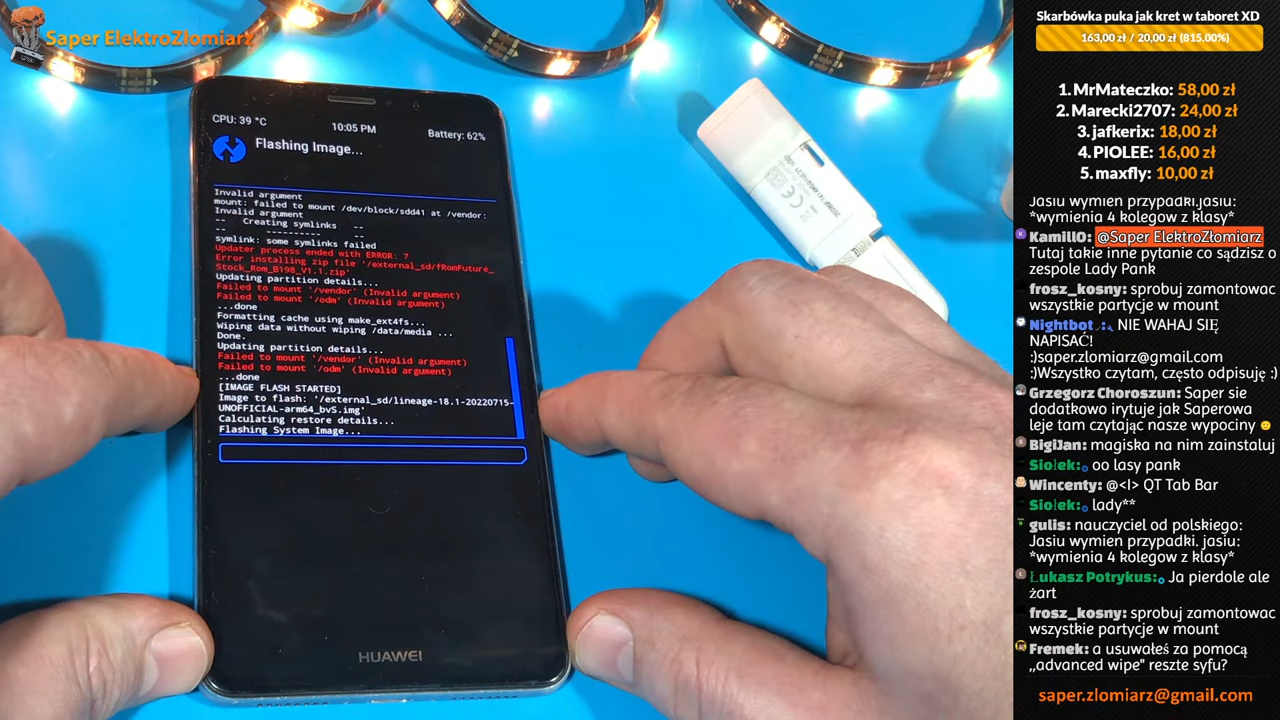 Saper ElektroZłomiarz
CPU: 39 °C
10:05 PM
Battery: 62%
Flashing Image...
Invalid argument
mount: failed to mount /dev/block/sdd41 at /vendor:
Invalid argument
-- Creating symlinks --
-- ---------- --
symlink: some symlinks failed
Updater process ended with ERROR: 7
Error installing zip file '/external_sd/fRomFuture_
Stock_Rom_B198_V1.1.zip'
Updating partition details...
Failed to mount '/vendor' (Invalid argument)
Failed to mount '/odm' (Invalid argument)
...done
Formatting cache using make_ext4fs...
Wiping data without wiping /data/media ...
Done.
Updating partition details...
Failed to mount '/vendor' (Invalid argument)
Failed to mount '/odm' (Invalid argument)
...done
[IMAGE FLASH STARTED]
Image to flash: '/external_sd/lineage-18.1-20220715-
UNOFFICIAL-arm64_bvS.img'
Calculating restore details...
Flashing System Image...
HUAWEI
Skarbówka puka jak kret w taboret XD
163,00 zł / 20,00 zł (815.00%)
1. MrMateczko: 58,00 zł
2. Marecki2707: 24,00 zł
3. jafkerix: 18,00 zł
4. PIOLEE: 16,00 zł
5. maxfly: 10,00 zł
Jasiu wymien przypadki.jasiu:
*wymienia 4 kolegow z klasy*
KamillO: @Saper ElektroZłomiarz
Tutaj takie inne pytanie co sądzisz o
zespole Lady Pank
frosz_kosny: sprobuj zamontowac
wszystkie partycje w mount
Nightbot: NIE WAHAJ SIĘ
NAPISAĆ!
:)saper.zlomiarz@gmail.com
:)Wszystko czytam, często odpisuję :)
Grzegorz Choroszun: Saper sie
dodatkowo irytuje jak Saperowa
leje tam czytając nasze wypociny
BigiJan: magiska na nim zainstaluj
Siolek: oo lasy pank
Wincenty: @<I> QT Tab Bar
Siolek: lady**
gulis: nauczyciel od polskiego:
Jasiu wymien przypadki. jasiu:
*wymienia 4 kolegow z klasy*
Łukasz Potrykus: Ja pierdole ale
żart
frosz_kosny: sprobuj zamontowac
wszystkie partycje w mount
Fremek: a usuwałeś za pomocą
,,advanced wipe" reszte syfu?
saper.zlomiarz@gmail.com